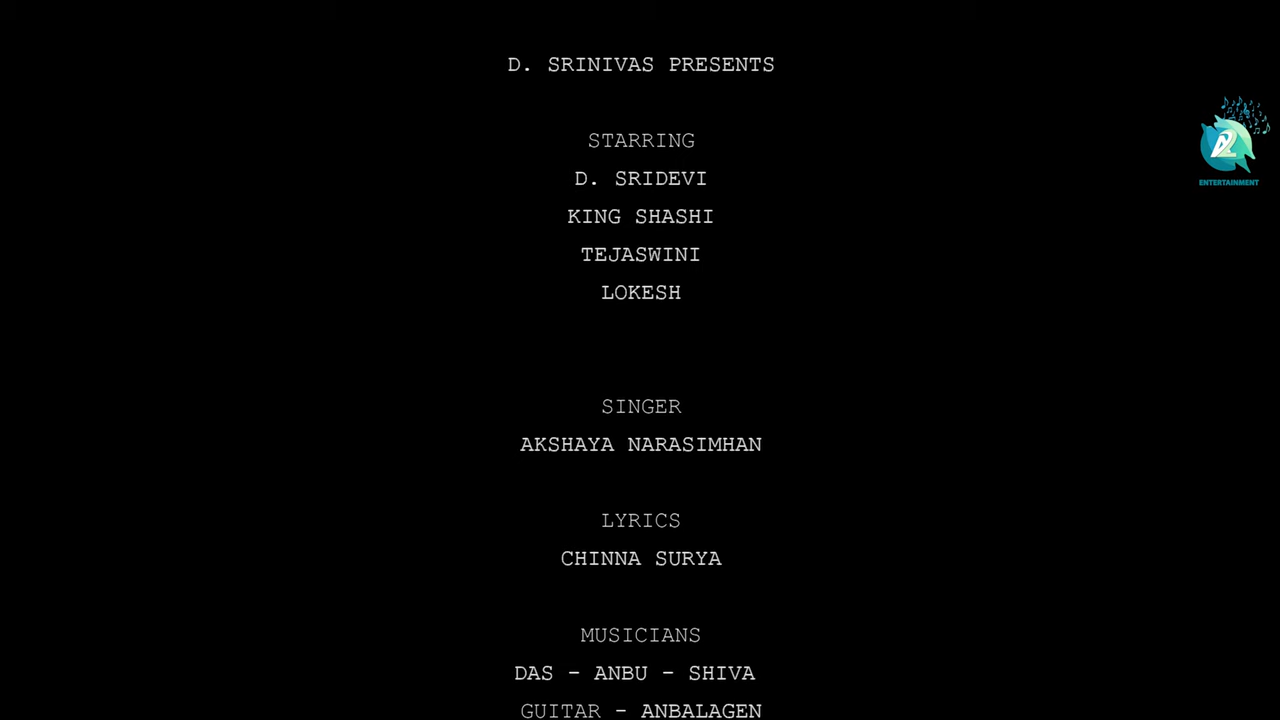 D. SRINIVAS PRESENTS
STARRING
D. SRIDEVI
KING SHASHI
TEJASWINI
LOKESH
SINGER
AKSHAYA NARASIMHAN
LYRICS
CHINNA SURYA
MUSICIANS
DAS - ANBU - SHIVA
GUITAR - ANBALAGEN
ENTERTAINMENT